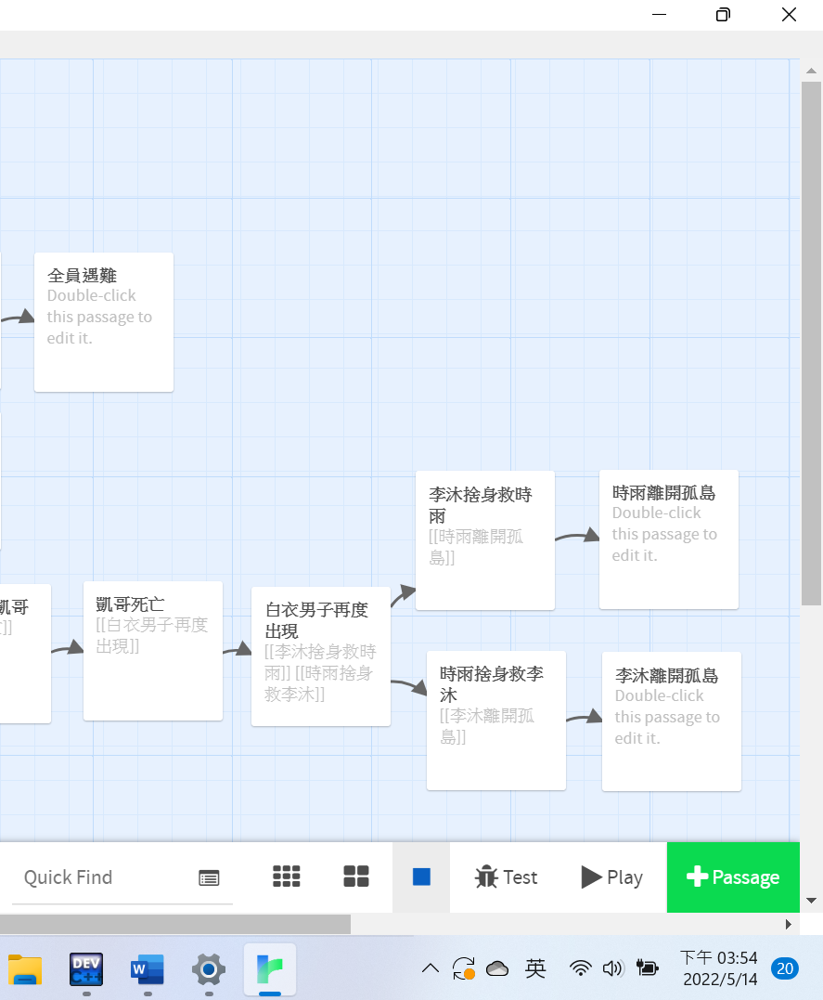 全員遇難
Double-click
this passage to
edit it.
李沐捨身救時
雨
[[時雨離開孤
島]]
時雨離開孤島
Double-click
this passage to
edit it.
凱哥
]]
凱哥死亡
[[白衣男子再度
出現]]
白衣男子再度
出現
[[李沐捨身救時
雨]] [[時雨捨身
救李沐]]
時雨捨身救李
沐
[[李沐離開孤
島]]
李沐離開孤島
Double-click
this passage to
edit it.
Quick Find
Test
Play
Passage
DEV
C++
W
英
下午 03:54
2022/5/14
20